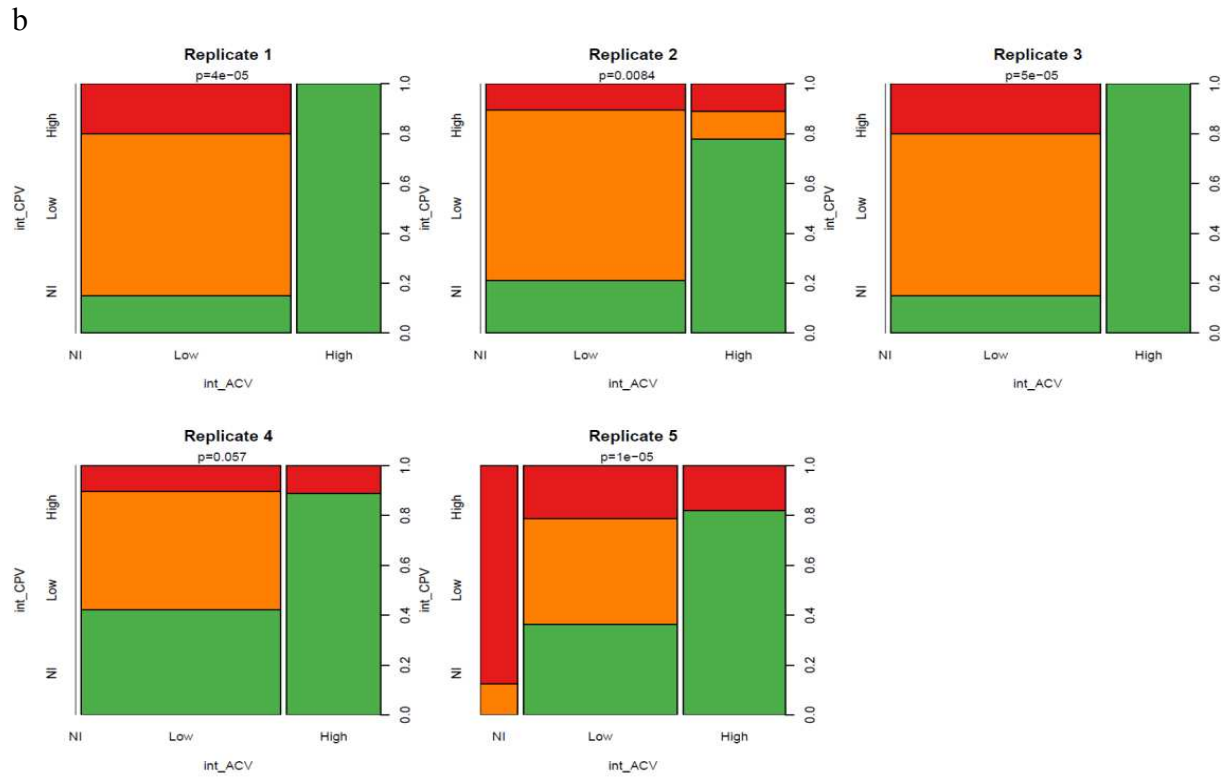 b
Replicate 1
p=4e-05
int_CPV
NI Low High
0.0 0.2 0.4 0.6 0.8 1.0
NI Low High
int_ACV
Replicate 2
p=0.0084
int_CPV
0.0 0.2 0.4 0.6 0.8 1.0
Low High
int_ACV
Replicate 3
p=5e-05
int_CPV
0.0 0.2 0.4 0.6 0.8 1.0
NI Low High
int_ACV
NI Low High
NI
Replicate 4
p=0.057
int_CPV
NI Low High
0.0 0.2 0.4 0.6 0.8 1.0
NI Low High
int_ACV
Replicate 5
p=1e-05
int_CPV
NI Low High
0.0 0.2 0.4 0.6 0.8 1.0
NI Low High
int_ACV